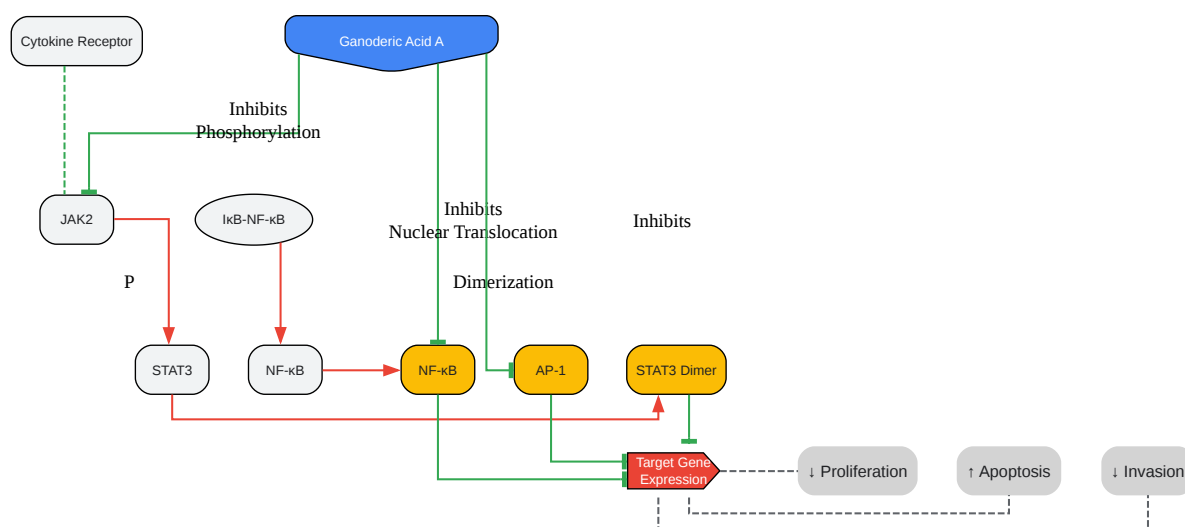 Cytokine Receptor
Ganoderic Acid A
Inhibits
Phosphorylation
JAK2
IκB-NF-κB
Inhibits
Nuclear Translocation
Inhibits
P
Dimerization
STAT3
NF-κB
NF-κB
AP-1
STAT3 Dimer
Target Gene
Expression
↓ Proliferation
↑ Apoptosis
↓ Invasion